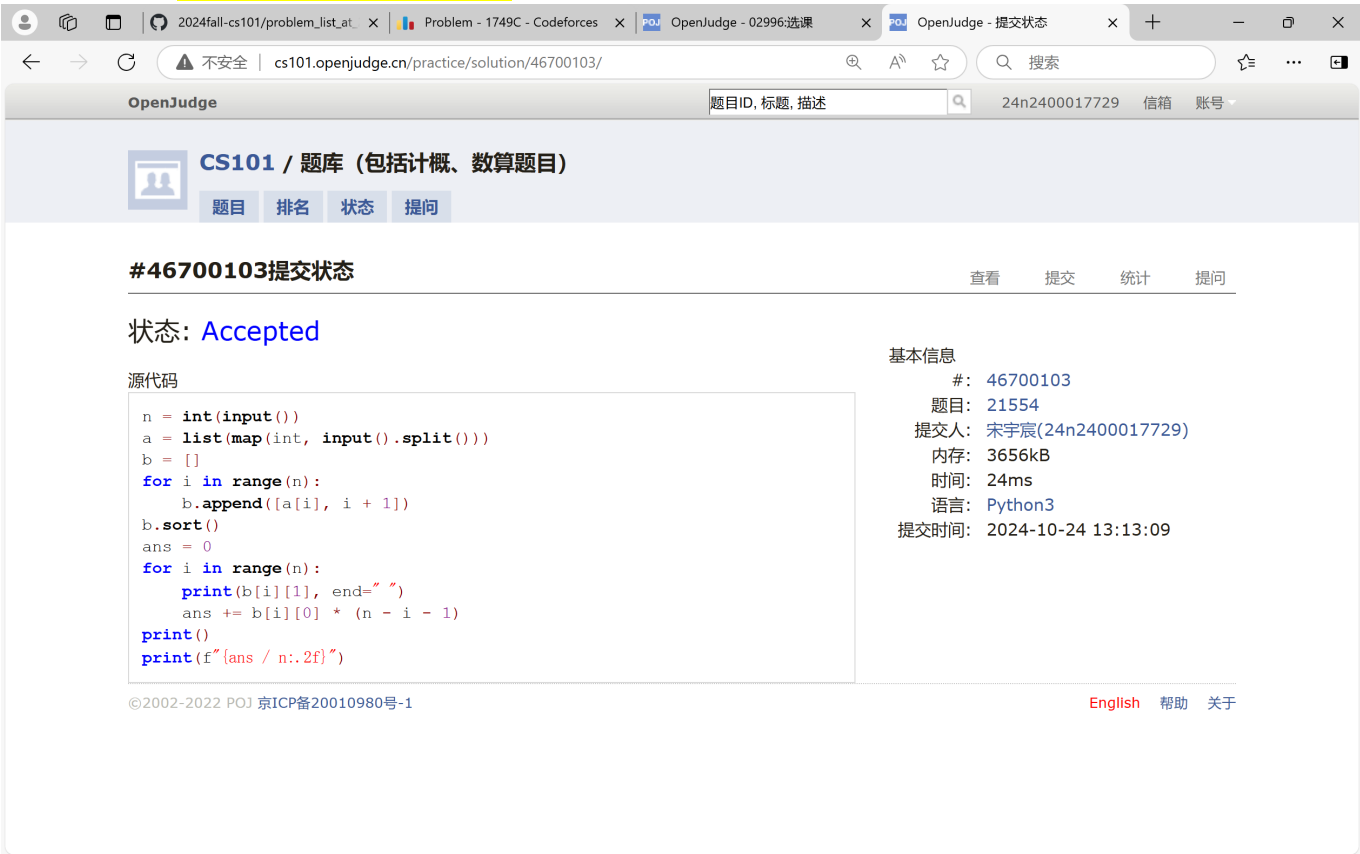 2024fall-cs101/problem_list_at_
Problem - 1749C - Codeforces
OpenJudge - 02996:选课
OpenJudge - 提交状态
不安全 cs101.openjudge.cn/practice/solution/46700103/
搜索
OpenJudge
题目ID, 标题, 描述
24n2400017729 信箱 账号
CS101 / 题库（包括计概、数算题目）
题目 排名 状态 提问
#46700103提交状态
查看 提交 统计 提问
状态: Accepted
源代码
n = int(input())
a = list(map(int, input().split()))
b = []
for i in range(n):
    b.append([a[i], i + 1])
b.sort()
ans = 0
for i in range(n):
    print(b[i][1], end=" ")
    ans += b[i][0] * (n - i - 1)
print()
print(f"{ans / n:.2f}")
基本信息
#: 46700103
题目: 21554
提交人: 宋宇宸(24n2400017729)
内存: 3656kB
时间: 24ms
语言: Python3
提交时间: 2024-10-24 13:13:09
©2002-2022 POJ 京ICP备20010980号-1
English 帮助 关于